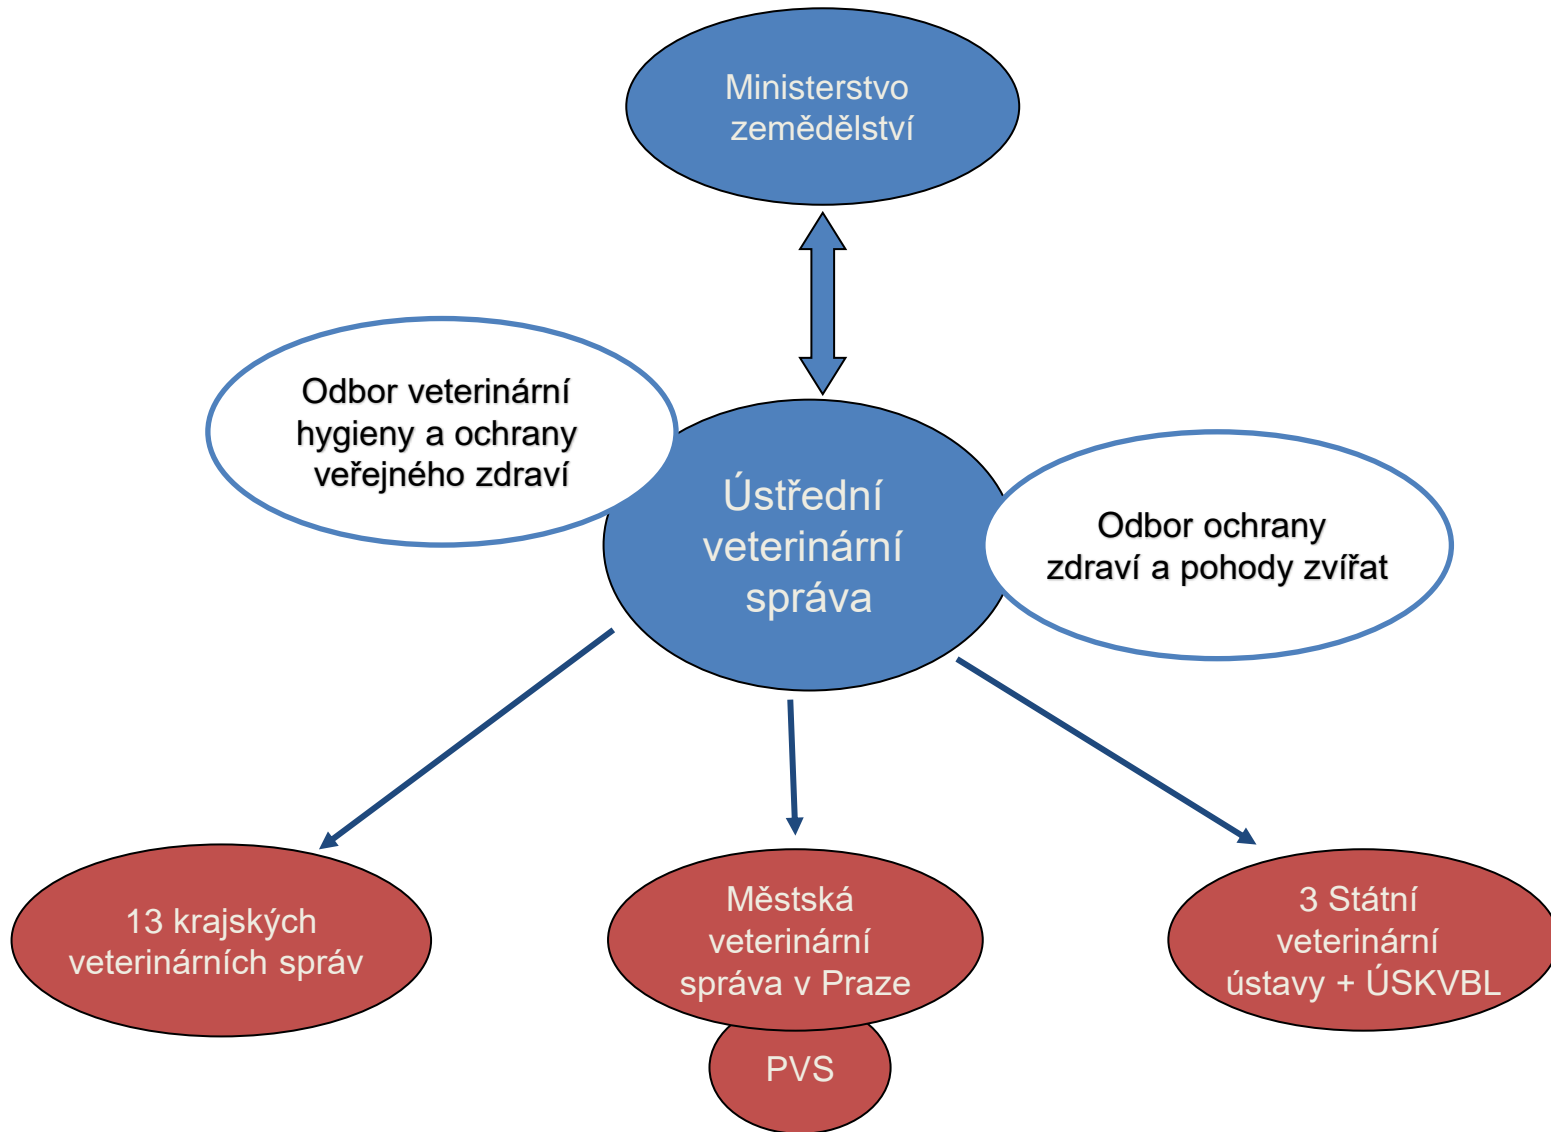 Ministerstvo
zemědělství
Odbor veterinární
hygieny a ochrany
veřejného zdraví
Ústřední
veterinární
správa
Odbor ochrany
zdraví a pohody zvířat
13 krajských
veterinárních správ
Městská
veterinární
správa v Praze
3 Státní
veterinární
ústavy + ÚSKVBL
PVS